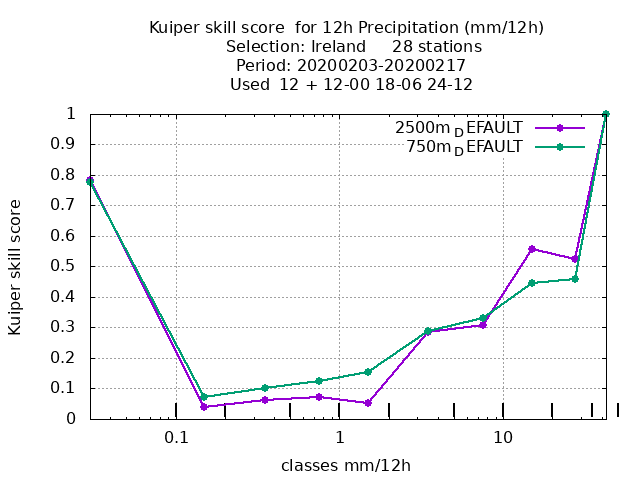 Kuiper skill score  for 12h Precipitation (mm/12h)
Selection: Ireland     28 stations
Period: 20200203-20200217
Used  12 + 12-00 18-06 24-12
2500m_DEFAULT
750m_DEFAULT
1
0.9
0.8
0.7
0.6
0.5
0.4
0.3
0.2
0.1
0
Kuiper skill score
0.1 1 10
classes mm/12h